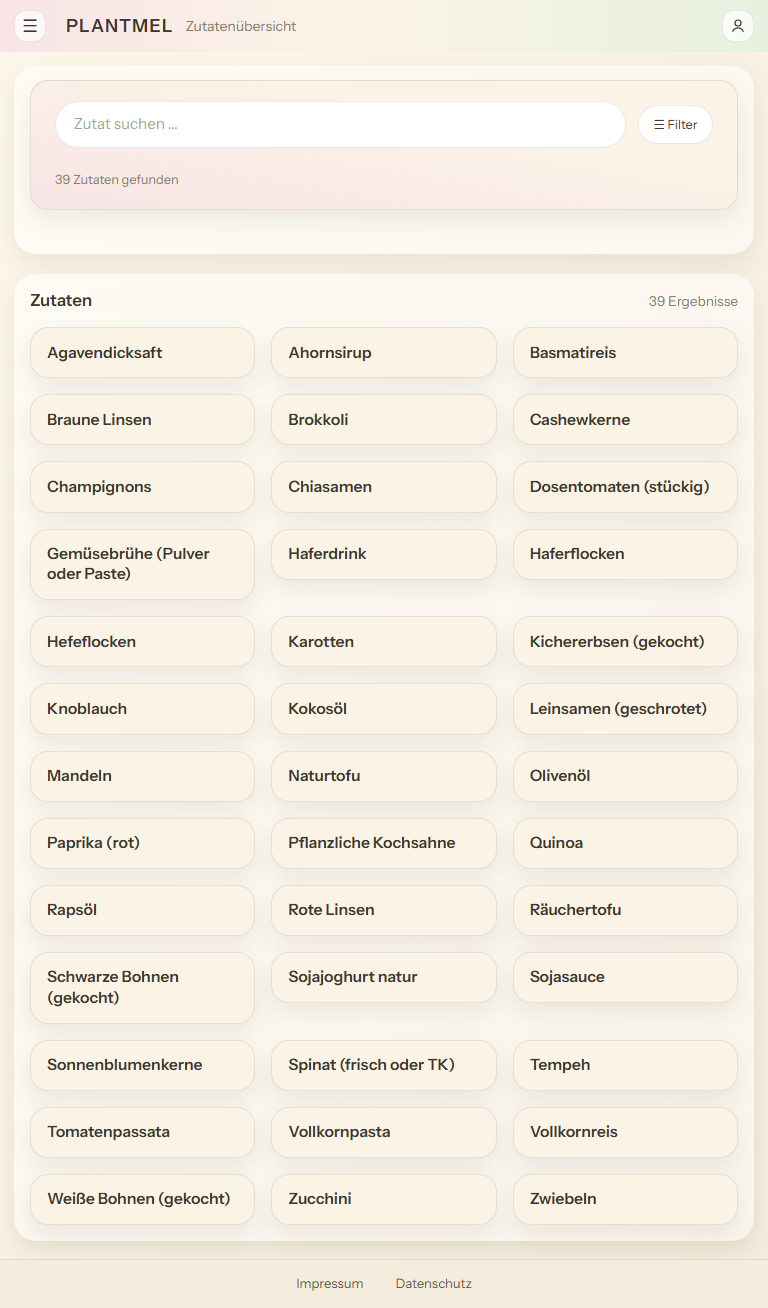 ☰ PLANTMEL Zutatenübersicht
Zutat suchen ...
☰ Filter
39 Zutaten gefunden
Zutaten 39 Ergebnisse
Agavendicksaft Ahornsirup Basmatireis
Braune Linsen Brokkoli Cashewkerne
Champignons Chiasamen Dosentomaten (stückig)
Gemüsebrühe (Pulver
oder Paste)
Haferdrink Haferflocken
Hefeflocken Karotten Kichererbsen (gekocht)
Knoblauch Kokosöl Leinsamen (geschrotet)
Mandeln Naturtofu Olivenöl
Paprika (rot) Pflanzliche Kochsahne Quinoa
Rapsöl Rote Linsen Räuchertofu
Schwarze Bohnen
(gekocht)
Sojajoghurt natur Sojasauce
Sonnenblumenkerne Spinat (frisch oder TK) Tempeh
Tomatenpassata Vollkornpasta Vollkornreis
Weiße Bohnen (gekocht) Zucchini Zwiebeln
Impressum Datenschutz